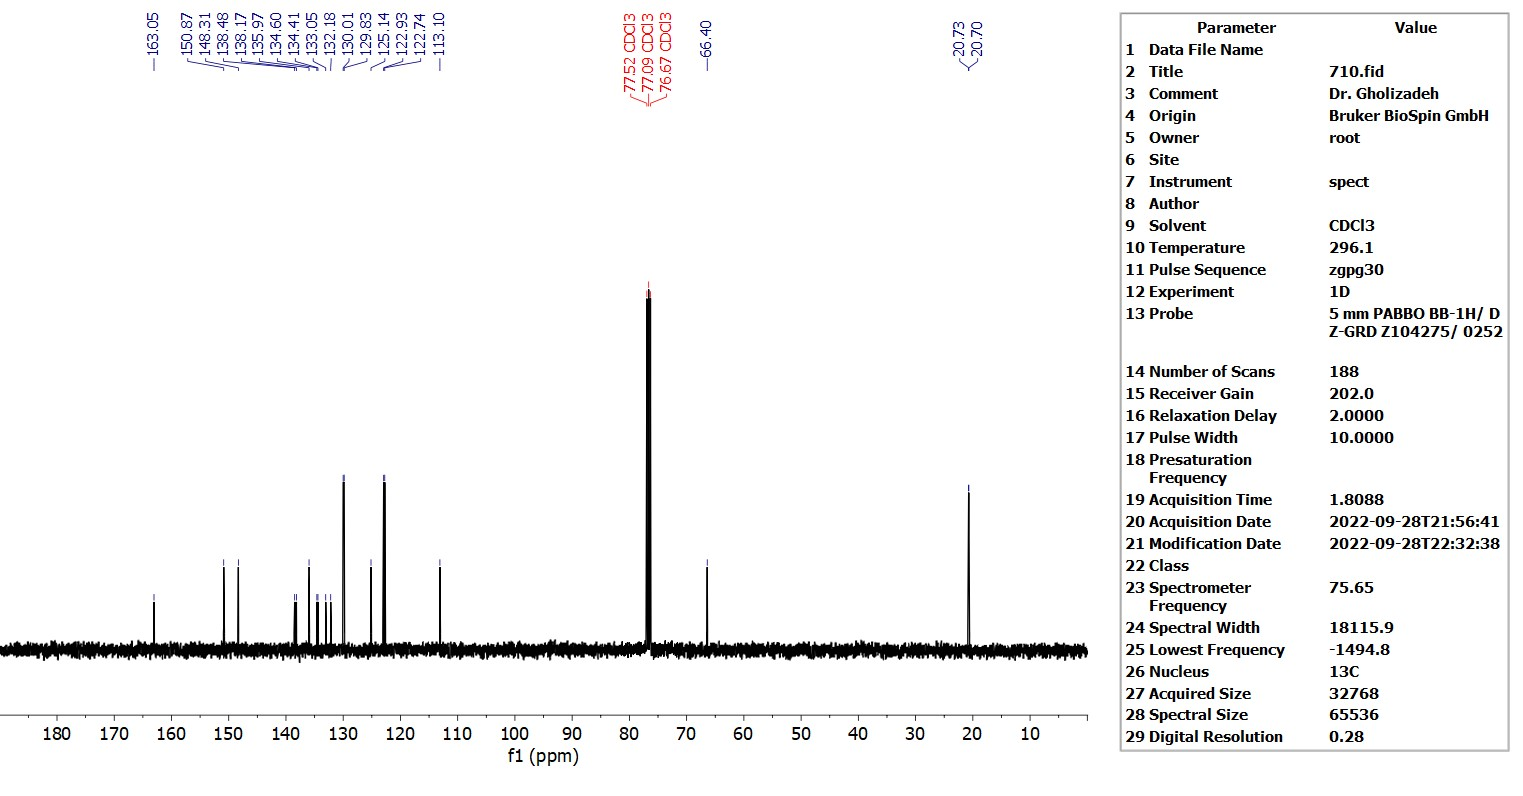 163.05
150.87
148.31
138.48
138.17
135.97
134.60
134.41
133.05
132.18
130.01
129.83
125.14
122.93
122.74
113.10
77.52 CDCl3
77.09 CDCl3
76.67 CDCl3
66.40
20.73
20.70
180 170 160 150 140 130 120 110 100 90 80 70 60 50 40 30 20 10
f1 (ppm)
Parameter Value
1 Data File Name
2 Title 710.fid
3 Comment Dr. Gholizadeh
4 Origin Bruker BioSpin GmbH
5 Owner root
6 Site
7 Instrument spect
8 Author
9 Solvent CDCl3
10 Temperature 296.1
11 Pulse Sequence zgpg30
12 Experiment 1D
13 Probe 5 mm PABBO BB-1H/ D
Z-GRD Z104275/ 0252
14 Number of Scans 188
15 Receiver Gain 202.0
16 Relaxation Delay 2.0000
17 Pulse Width 10.0000
18 Presaturation
Frequency
19 Acquisition Time 1.8088
20 Acquisition Date 2022-09-28T21:56:41
21 Modification Date 2022-09-28T22:32:38
22 Class
23 Spectrometer 75.65
Frequency
24 Spectral Width 18115.9
25 Lowest Frequency -1494.8
26 Nucleus 13C
27 Acquired Size 32768
28 Spectral Size 65536
29 Digital Resolution 0.28